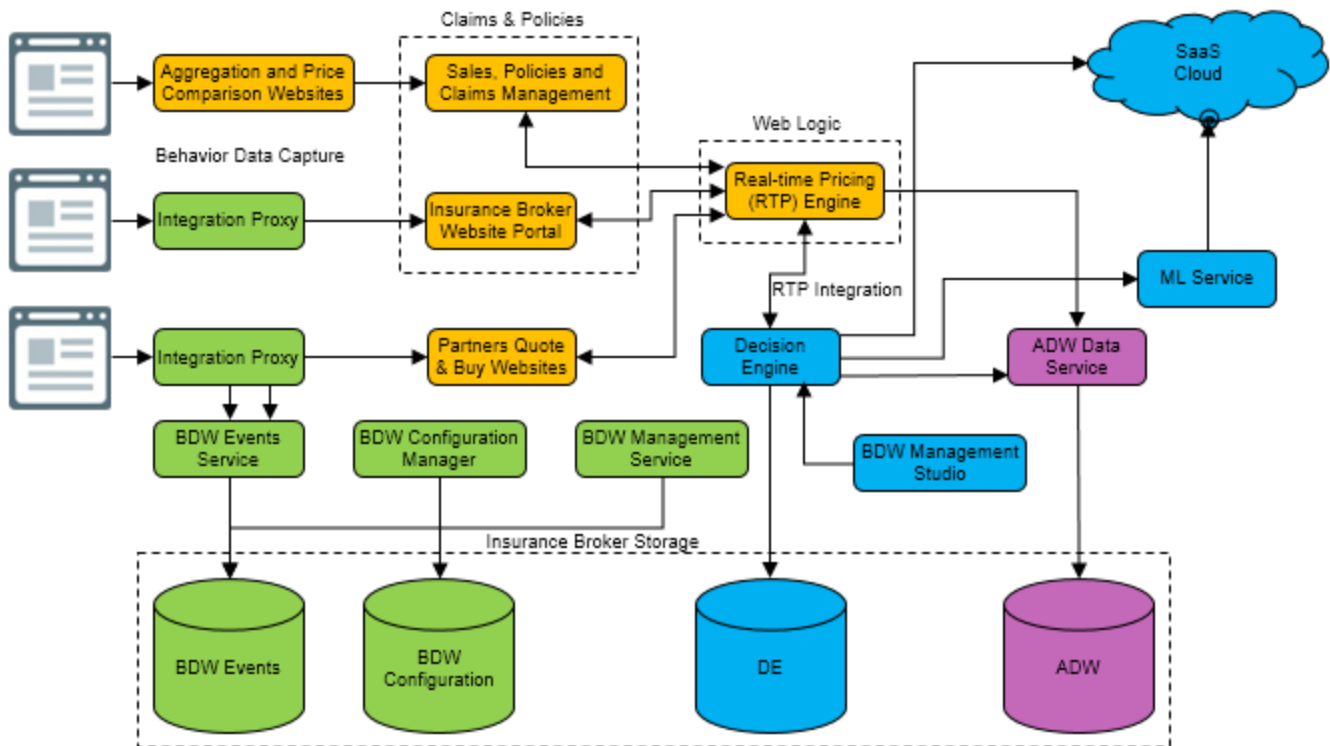 Claims & Policies
SaaS
Cloud
Aggregation and Price
Comparison Websites
Sales, Policies and
Claims Management
Web Logic
Behavior Data Capture
Real-time Pricing
(RTP) Engine
Integration Proxy
Insurance Broker
Website Portal
ML Service
RTP Integration
Integration Proxy
Partners Quote
& Buy Websites
Decision
Engine
ADW Data
Service
BDW Events
Service
BDW Configuration
Manager
BDW Management
Service
BDW Management
Studio
Insurance Broker Storage
BDW Events
BDW
Configuration
DE
ADW